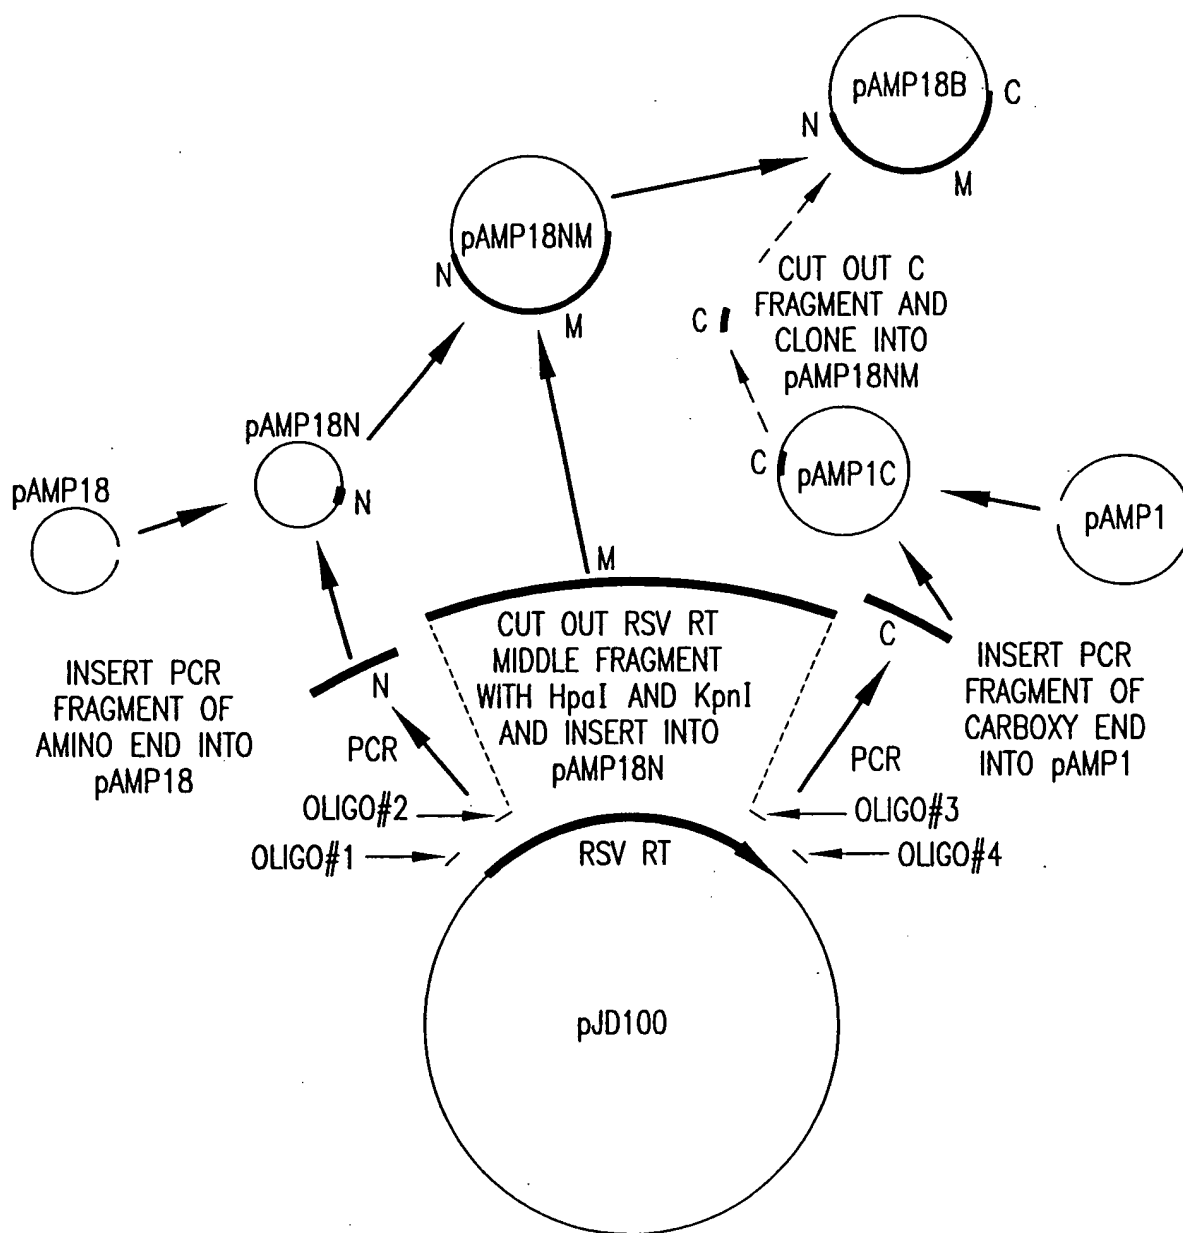 pAMP18B
C
N
M
pAMP18NM
N
M
CUT OUT C
FRAGMENT AND
CLONE INTO
pAMP18NM
C
pAMP18N
N
pAMP18
C
pAMP1C
pAMP1
M
CUT OUT RSV RT
MIDDLE FRAGMENT
WITH HpaI AND KpnI
AND INSERT INTO
pAMP18N
INSERT PCR
FRAGMENT OF
AMINO END INTO
pAMP18
N
PCR
C
INSERT PCR
FRAGMENT OF
CARBOXY END
INTO pAMP1
PCR
OLIGO#2
OLIGO#1
OLIGO#3
OLIGO#4
RSV RT
pJD100